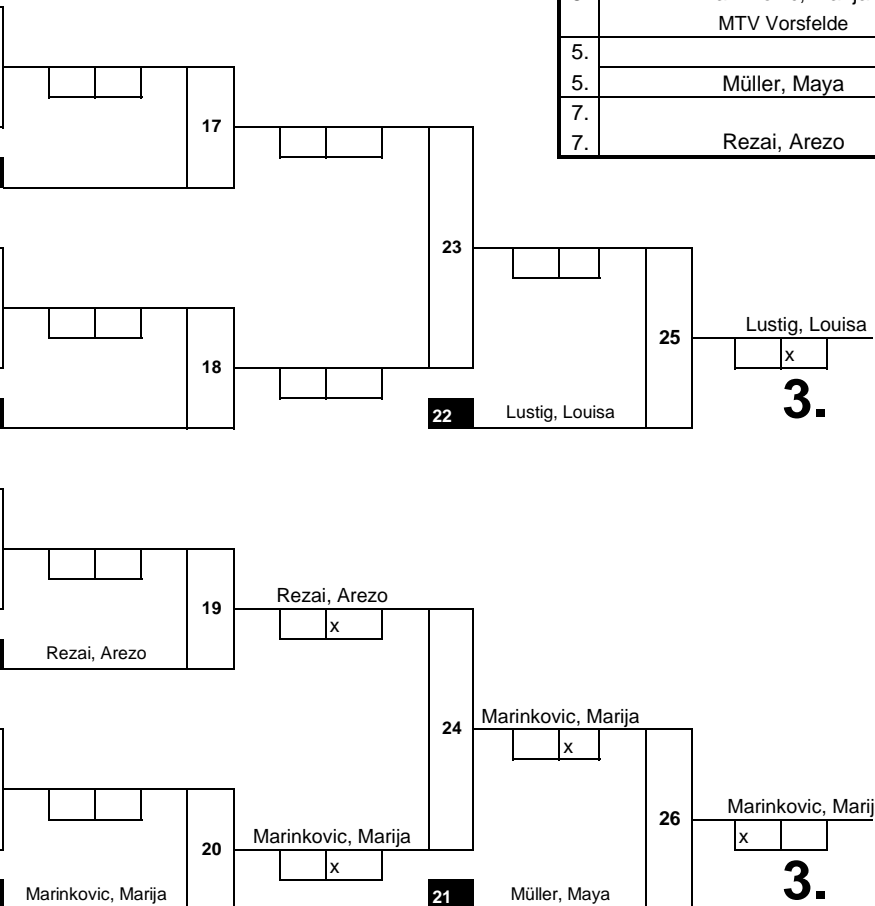 MTV Vorsfelde
5.
5. Müller, Maya
7.
7. Rezai, Arezo
17
23
25
Lustig, Louisa
x
3.
18
22 Lustig, Louisa
19
Rezai, Arezo
x
Rezai, Arezo
24
Marinkovic, Marija
x
26
Marinkovic, Marij
x
3.
20
Marinkovic, Marija
x
Marinkovic, Marija
21 Müller, Maya